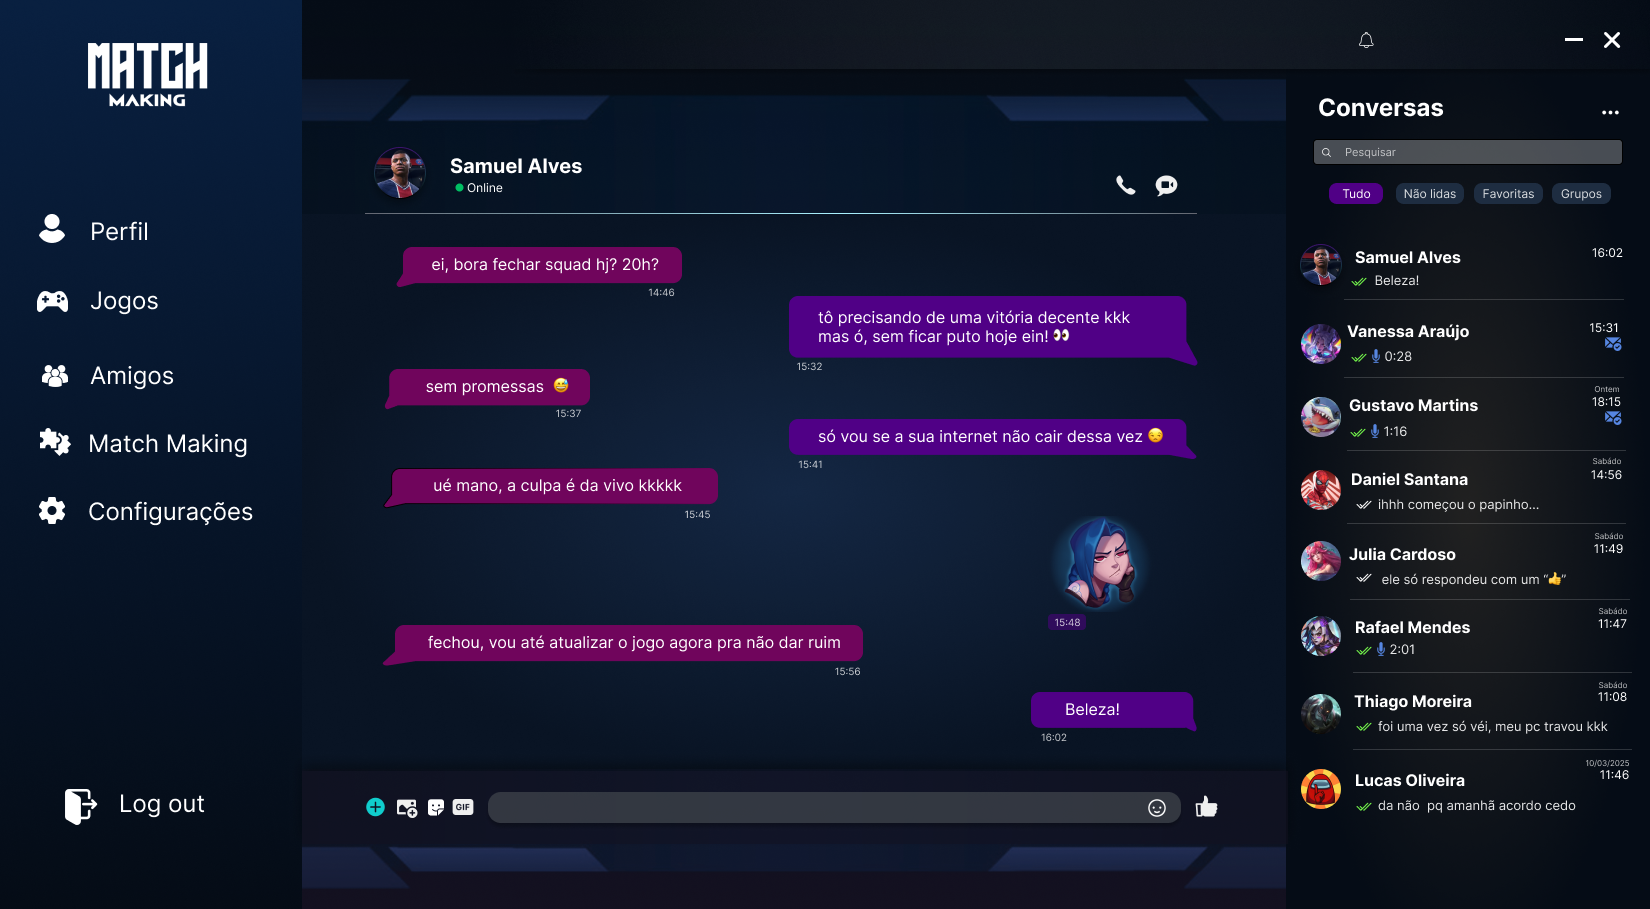 MATCH
MAKING
Perfil
Jogos
Amigos
Match Making
Configurações
Log out
Samuel Alves
Online
ei, bora fechar squad hj? 20h?
14:46
tô precisando de uma vitória decente kkk
mas ó, sem ficar puto hoje ein! 👀
15:32
sem promessas 😅
15:37
só vou se a sua internet não cair dessa vez 😒
15:41
ué mano, a culpa é da vivo kkkkk
15:45
15:48
fechou, vou até atualizar o jogo agora pra não dar ruim
15:56
Beleza!
16:02
GIF
Conversas
Pesquisar
Tudo
Não lidas
Favoritas
Grupos
Samuel Alves
16:02
Beleza!
Vanessa Araújo
15:31
0:28
Ontem
Gustavo Martins
18:15
1:16
Sabádo
Daniel Santana
14:56
ihhh começou o papinho...
Sabádo
Julia Cardoso
11:49
ele só respondeu com um “👍”
Sabádo
Rafael Mendes
11:47
2:01
Sabádo
Thiago Moreira
11:08
foi uma vez só véi, meu pc travou kkk
10/03/2025
Lucas Oliveira
11:46
da não pq amanhã acordo cedo